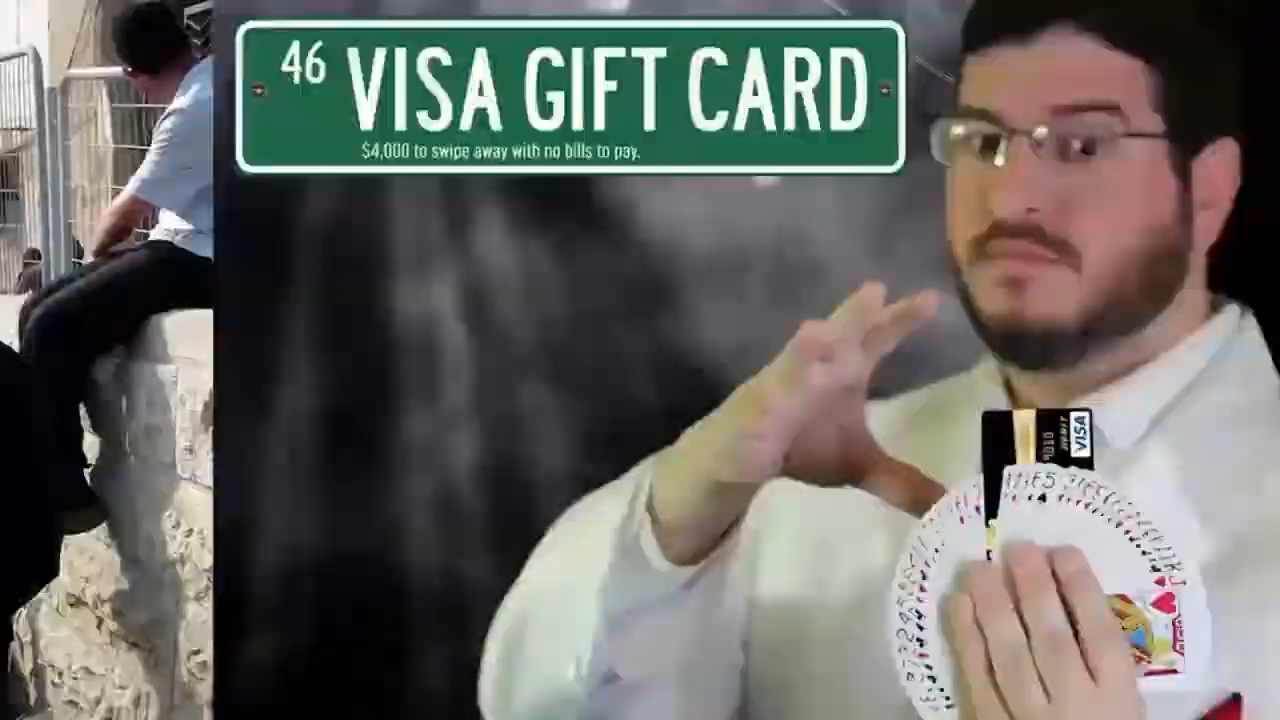 46 VISA GIFT CARD
$4,000 to swipe away with no bills to pay.
VISA